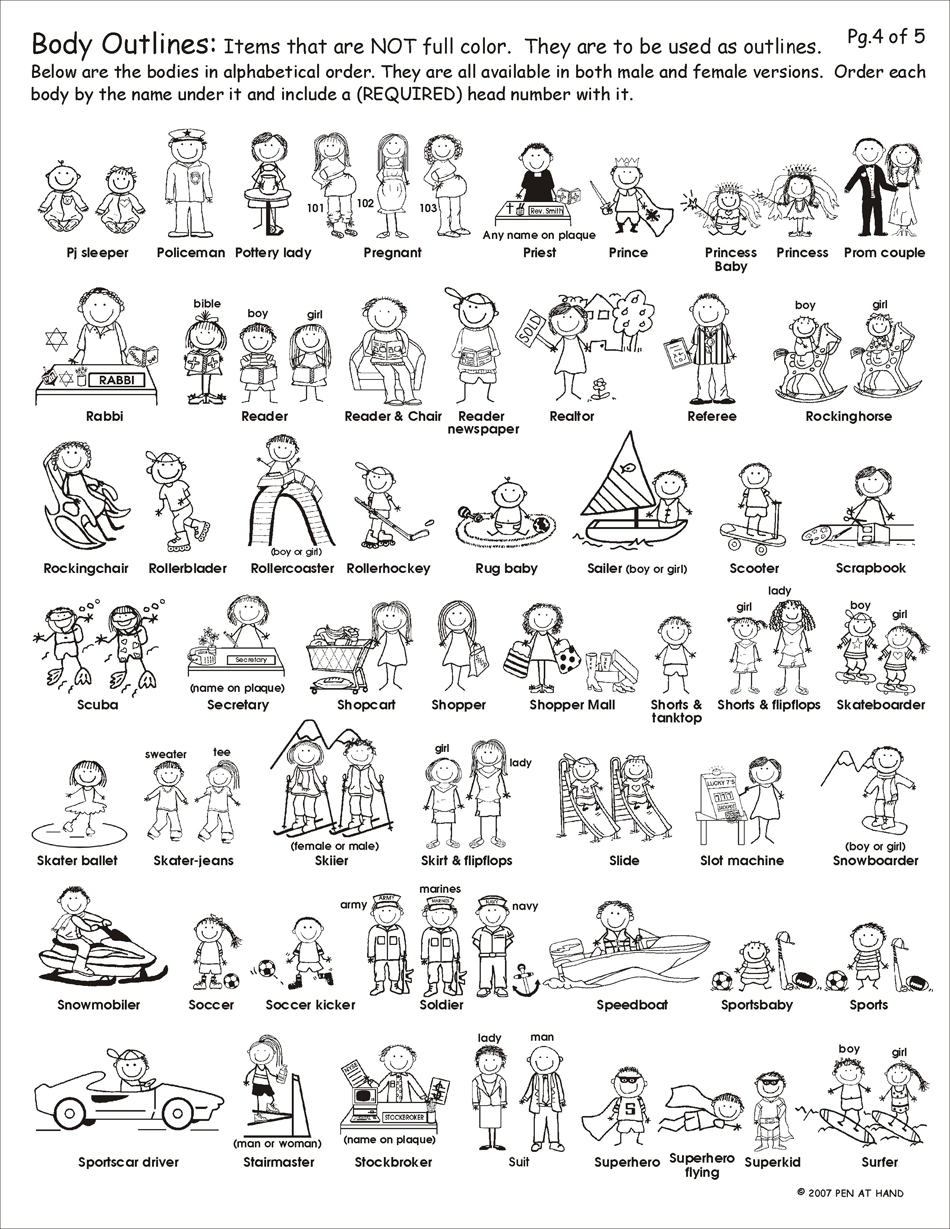 Body Outlines: Items that are NOT full color. They are to be used as outlines. Pg.4 of 5
Below are the bodies in alphabetical order. They are all available in both male and female versions. Order each
body by the name under it and include a (REQUIRED) head number with it.
101 102 103
Rev. Smith
Any name on plaque
Pj sleeper Policeman Pottery lady Pregnant Priest Prince Princess Baby Princess Prom couple
bible boy girl boy girl
SOLD
RABBI
Rabbi Reader Reader & Chair Reader newspaper Realtor Referee Rockinghorse
(boy or girl)
Rockingchair Rollerblader Rollercoaster Rollerhockey Rug baby Sailer (boy or girl) Scooter Scrapbook
girl lady boy girl
Secretary
(name on plaque)
Scuba Secretary Shopcart Shopper Shopper Mall Shorts & tanktop Shorts & flipflops Skateboarder
sweater tee girl lady
LUCKY 7'S
(female or male) (boy or girl)
Skater ballet Skater-jeans Skiier Skirt & flipflops Slide Slot machine Snowboarder
army marines navy
ARMY
Snowmobiler Soccer Soccer kicker Soldier Speedboat Sportsbaby Sports
lady man boy girl
S
STOCKBROKER
(man or woman) (name on plaque)
Sportscar driver Stairmaster Stockbroker Suit Superhero Superhero flying Superkid Surfer
© 2007 PEN AT HAND